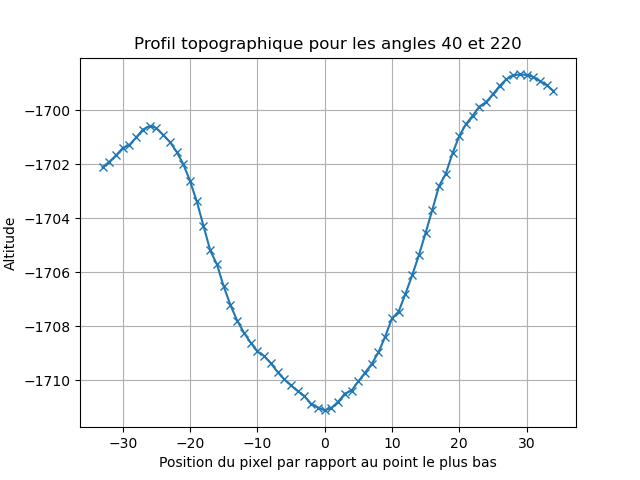 Profil topographique pour les angles 40 et 220
Altitude
−1700
−1702
−1704
−1706
−1708
−1710
−30 −20 −10 0 10 20 30
Position du pixel par rapport au point le plus bas